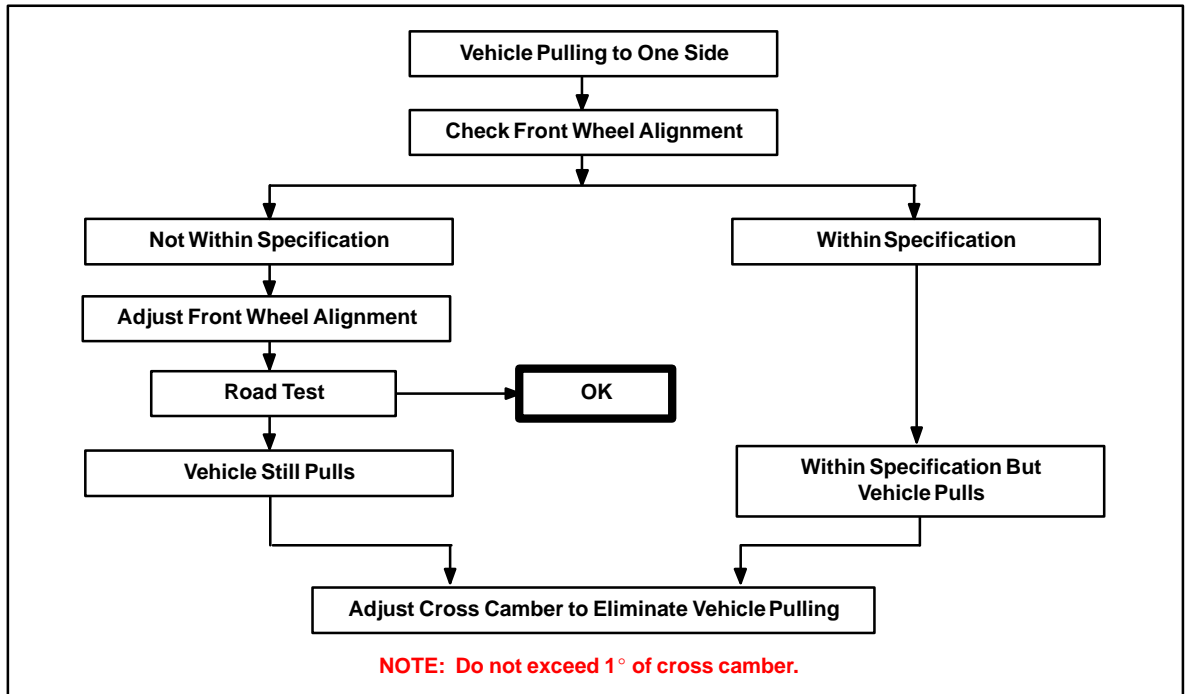 Vehicle Pulling to One Side
Check Front Wheel Alignment
Not Within Specification
Within Specification
Adjust Front Wheel Alignment
Road Test
OK
Vehicle Still Pulls
Within Specification But
Vehicle Pulls
Adjust Cross Camber to Eliminate Vehicle Pulling
NOTE: Do not exceed 1° of cross camber.